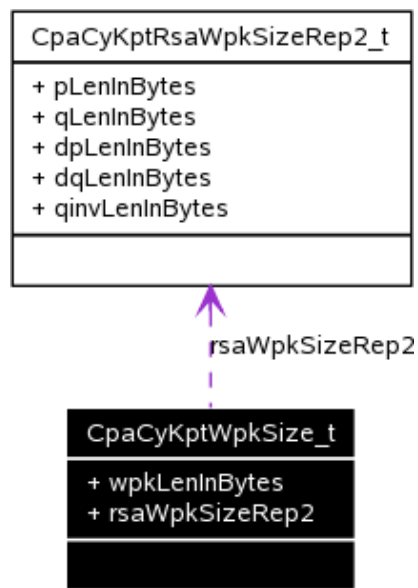 CpaCyKptRsaWpkSizeRep2_t
+ pLenInBytes
+ qLenInBytes
+ dpLenInBytes
+ dqLenInBytes
+ qinvLenInBytes
rsaWpkSizeRep2
CpaCyKptWpkSize_t
+ wpkLenInBytes
+ rsaWpkSizeRep2